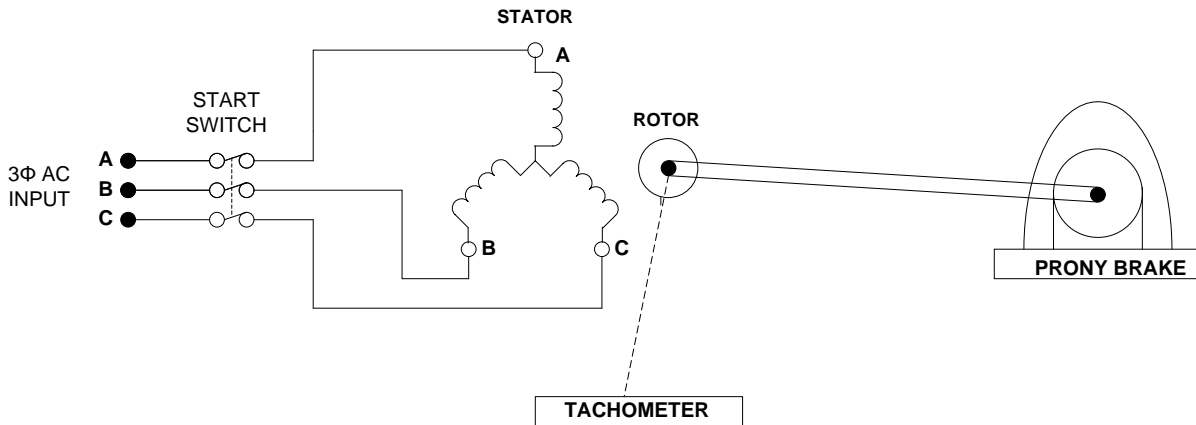 STATOR
A
START
SWITCH
ROTOR
3Φ AC
INPUT
A
B
C
B
C
PRONY BRAKE
TACHOMETER